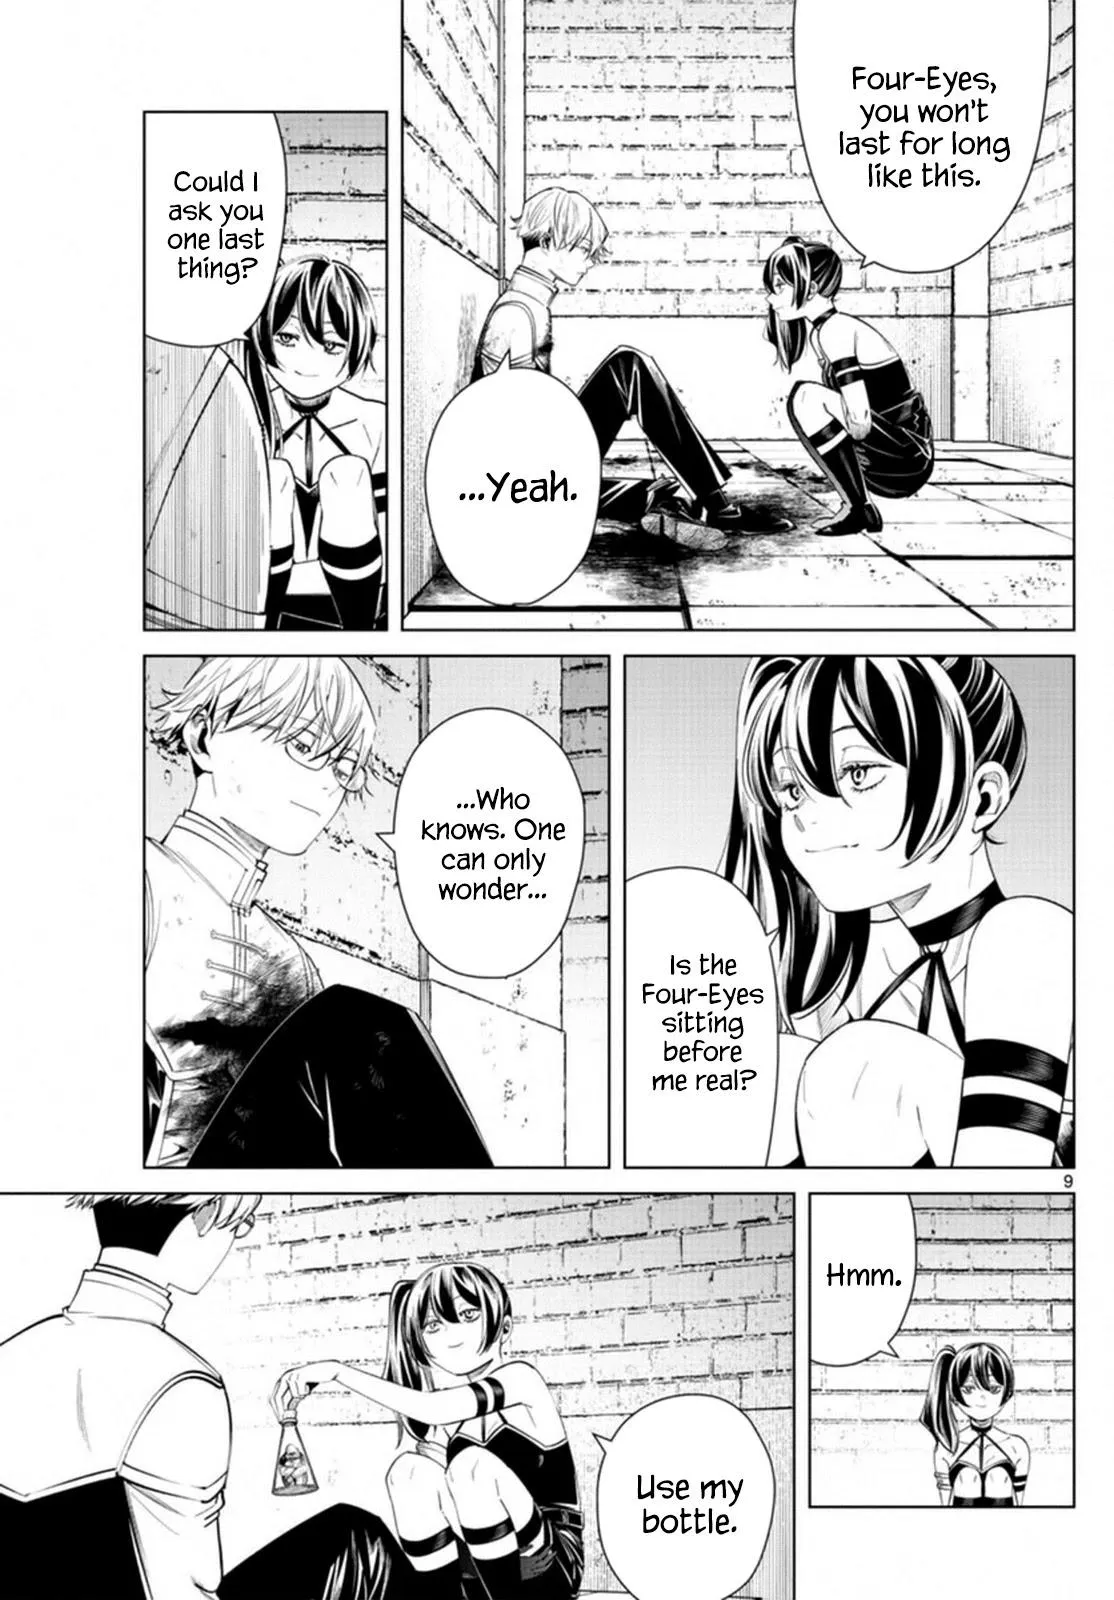 Four-Eyes,
you won't
last for long
like this.
...Yeah.
Could I
ask you
one last
thing?
Is the
Four-Eyes
sitting
before
me real?
...Who
knows. One
can only
wonder...
9
Hmm.
Use my
bottle.